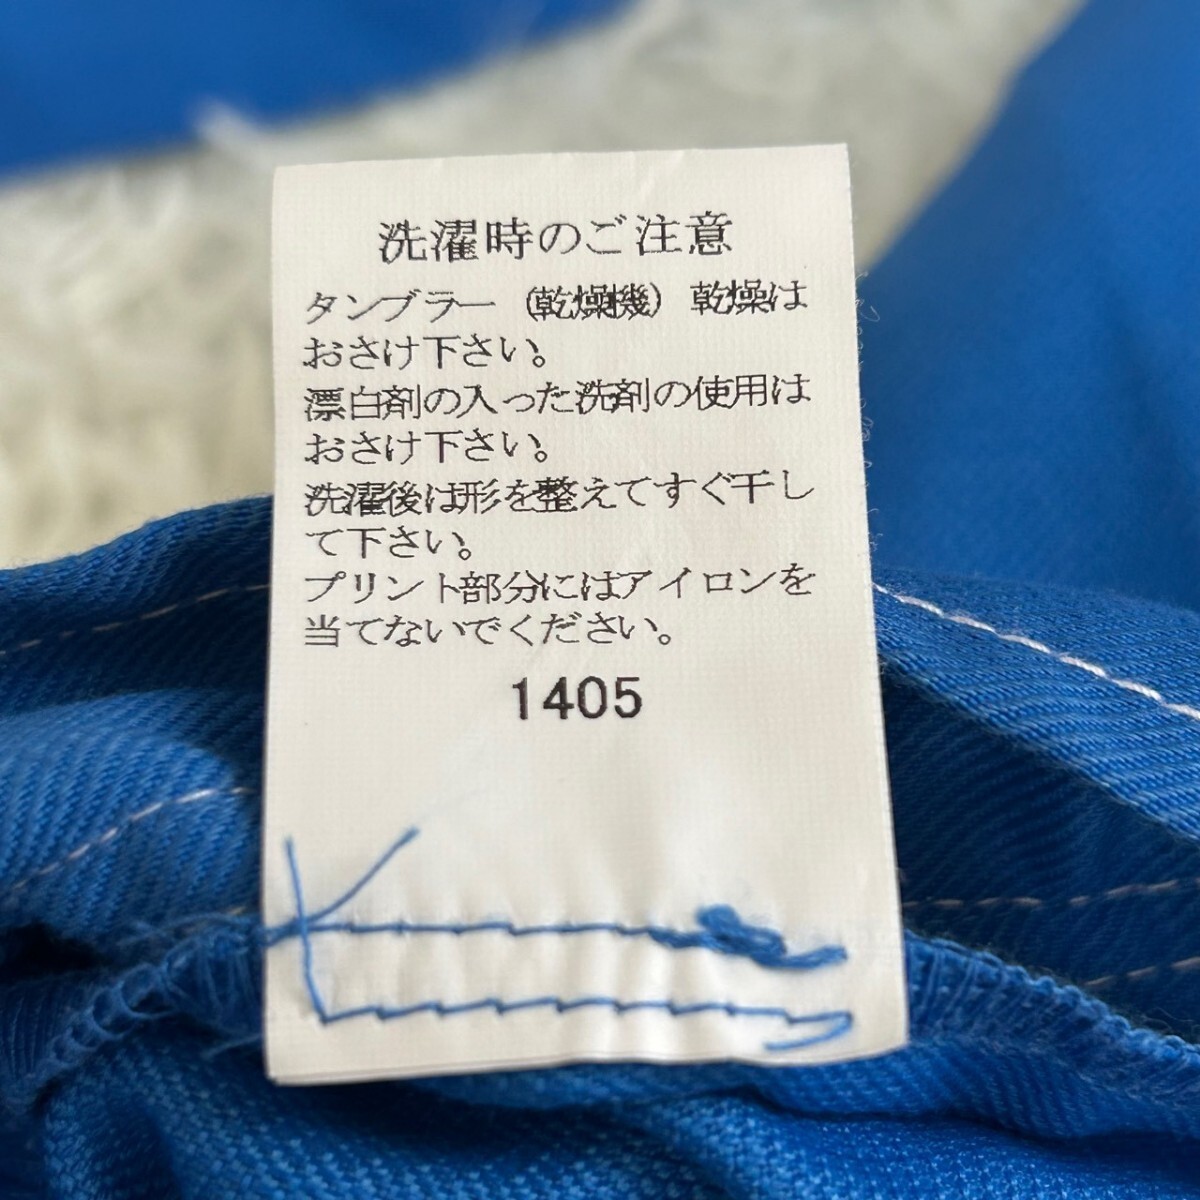 洗濯時のご注意
タンブラー（乾燥機）乾燥は
おさけ下さい。
漂白剤の入った洗剤の使用は
おさけ下さい。
洗濯後は形を整えてすぐ干し
て下さい。
プリント部分にはアイロンを
当てないでください。
1405